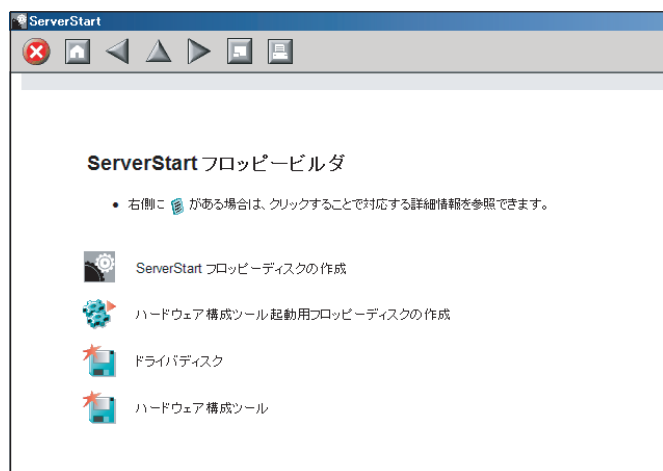 ServerStart
ServerStart フロッピービルダ
• 右側に がある場合は、クリックすることで対応する詳細情報を参照できます。
ServerStart フロッピーディスクの作成
ハードウェア構成ツール起動用フロッピーディスクの作成
ドライバディスク
ハードウェア構成ツール